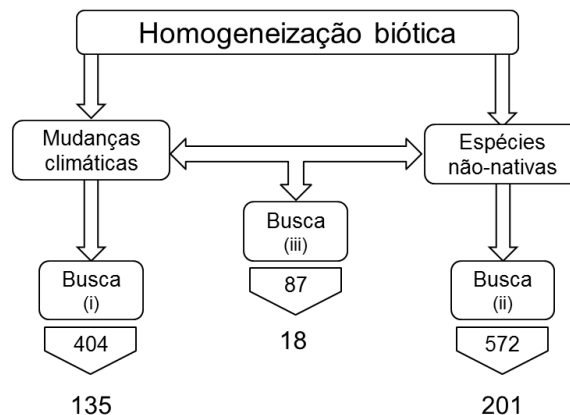 Homogeneização biótica
Mudanças
climáticas
Espécies
não-nativas
Busca
(iii)
87
18
Busca
(i)
404
135
Busca
(ii)
572
201